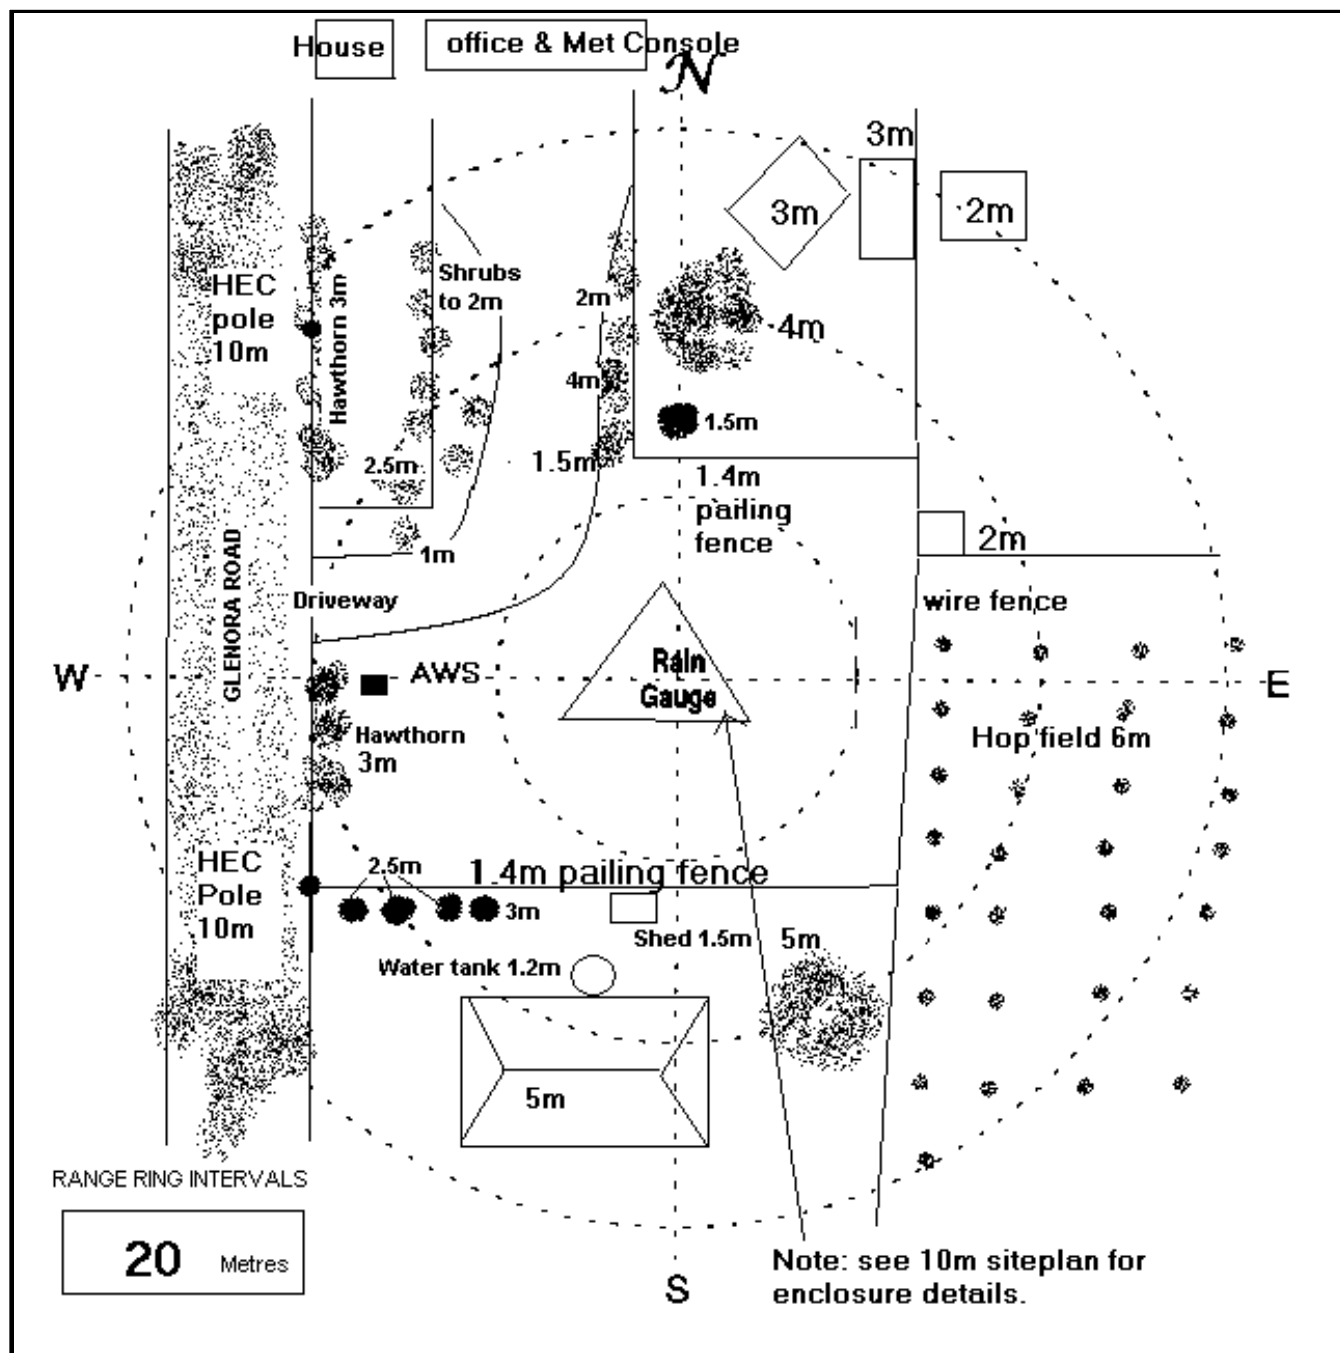 House
office & Met Console
N
3m
3m
2m
HEC
pole
10m
Hawthorn 3m
Shrubs
to 2m
2m
4m
4m
1.5m
2.5m
1.5m
1.4m
pailing
fence
1m
2m
GLENORA ROAD
Driveway
wire fence
W
AWS
Rain
Gauge
E
Hawthorn
3m
Hop field 6m
HEC
Pole
10m
2.5m
1.4m pailing fence
3m
Shed 1.5m
5m
Water tank 1.2m
5m
RANGE RING INTERVALS
20 Metres
S
Note: see 10m siteplan for
enclosure details.